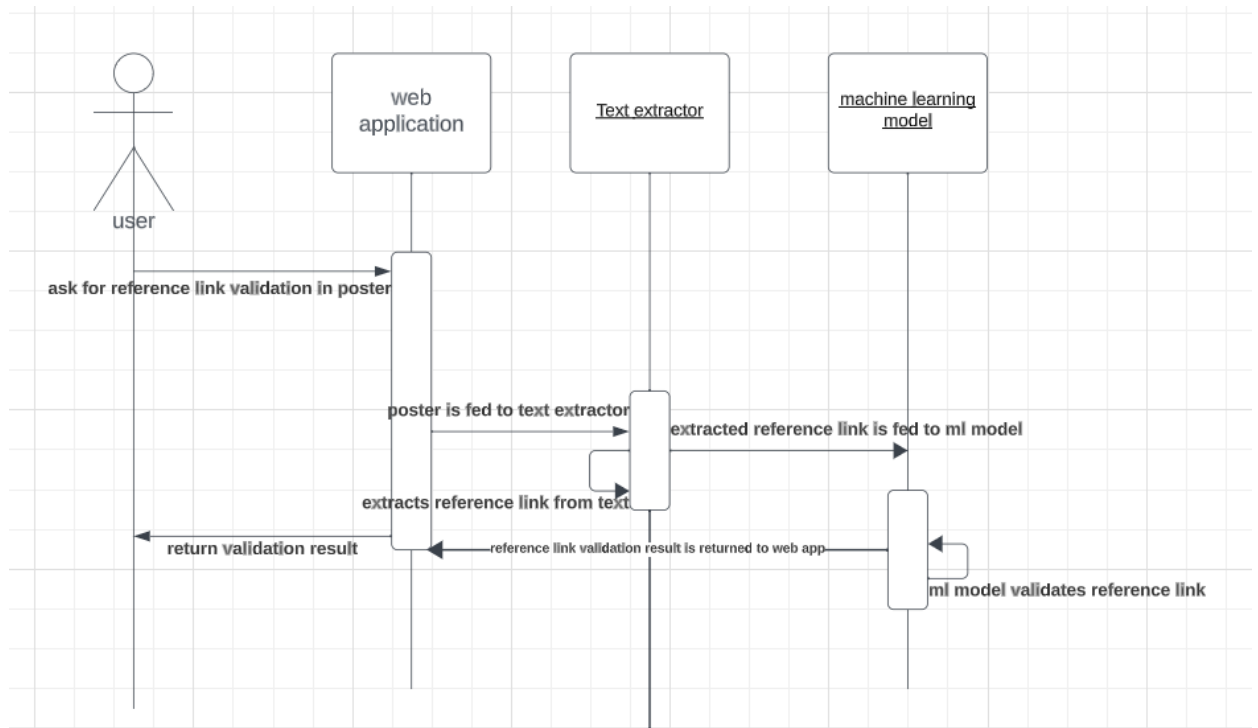 web
application
Text extractor
machine learning
model
user
ask for reference link validation in poster
poster is fed to text extractor
extracted reference link is fed to ml model
extracts reference link from text
return validation result
reference link validation result is returned to web app
ml model validates reference link